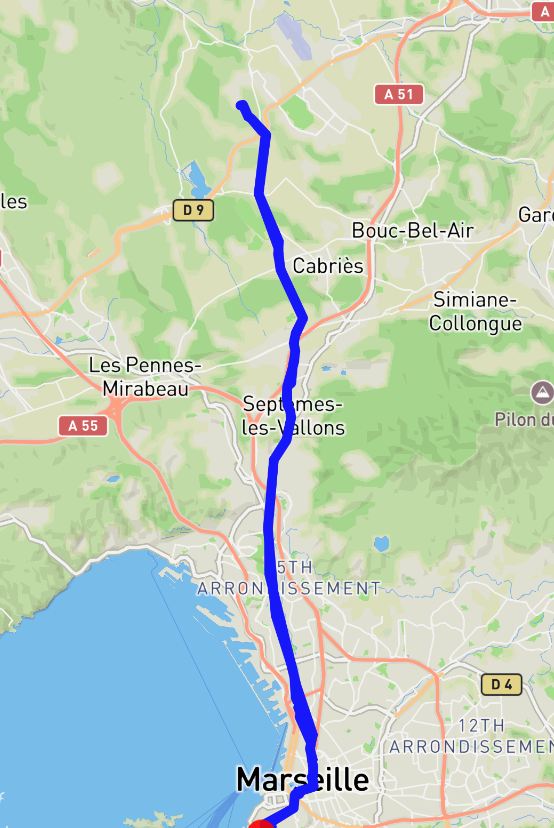 A
A 51
les
D 9
Bouc-Bel-Air
Gar
Cabriès
Simiane-
Collongue
Les Pennes-
Mirabeau
Septèmes-
les-Vallons
A 55
Pilon du
5TH
ARRONDISSEMENT
D 4
12TH
ARRONDISSEMEN
Marseille